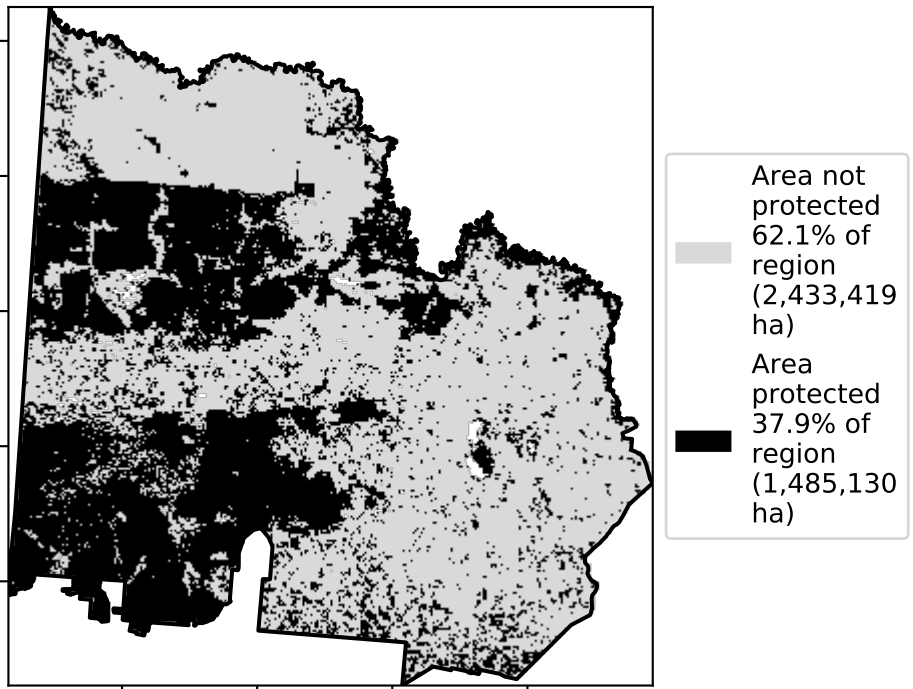 Area not
protected
62.1% of
region
(2,433,419
ha)
Area
protected
37.9% of
region
(1,485,130
ha)